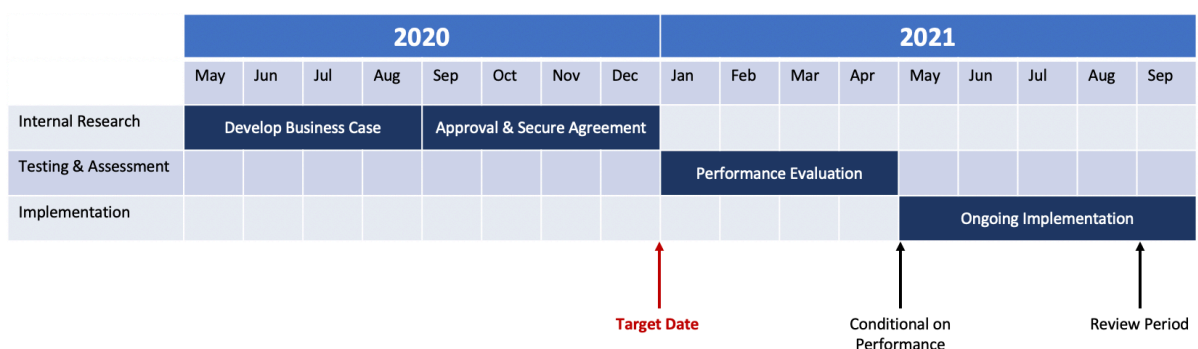 2020 2021
May Jun Jul Aug Sep Oct Nov Dec Jan Feb Mar Apr May Jun Jul Aug Sep
Internal Research Develop Business Case Approval & Secure Agreement
Testing & Assessment Performance Evaluation
Implementation Ongoing Implementation
Target Date Conditional on Review Period
Performance